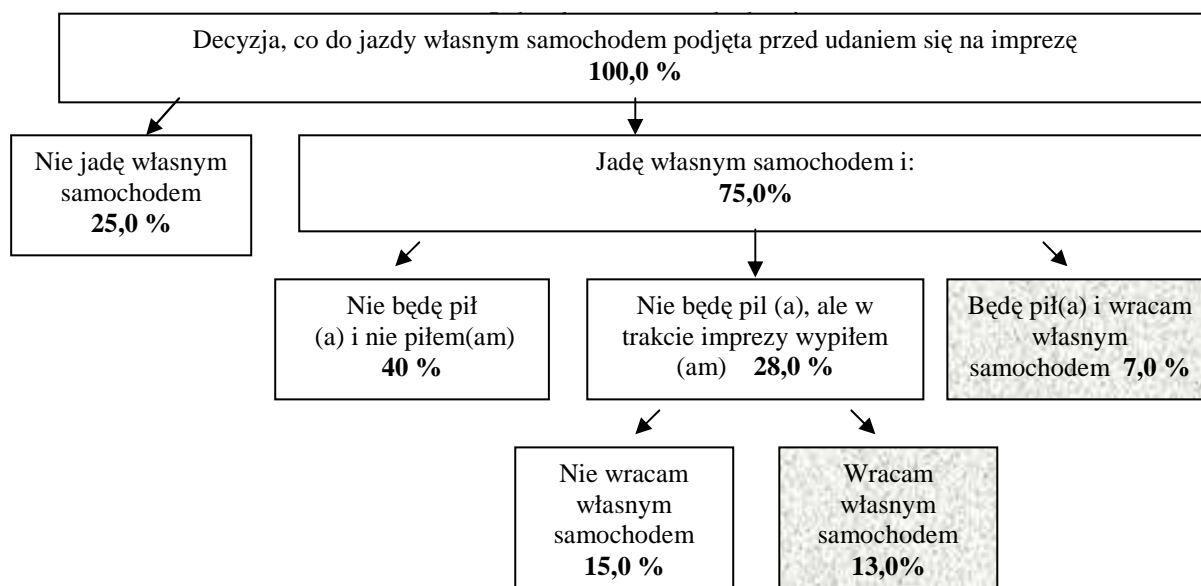 Decyzja, co do jazdy własnym samochodem podjęta przed udaniem się na imprezę
100,0 %
Nie jadę własnym
samochodem
25,0 %
Jadę własnym samochodem i:
75,0%
Nie będę pił
(a) i nie piłem(am)
40 %
Nie będę pil (a), ale w
trakcie imprezy wypiłem
(am) 28,0 %
Będę pił(a) i wracam
własnym
samochodem 7,0 %
Nie wracam
własnym
samochodem
15,0 %
Wracam
własnym
samochodem
13,0%